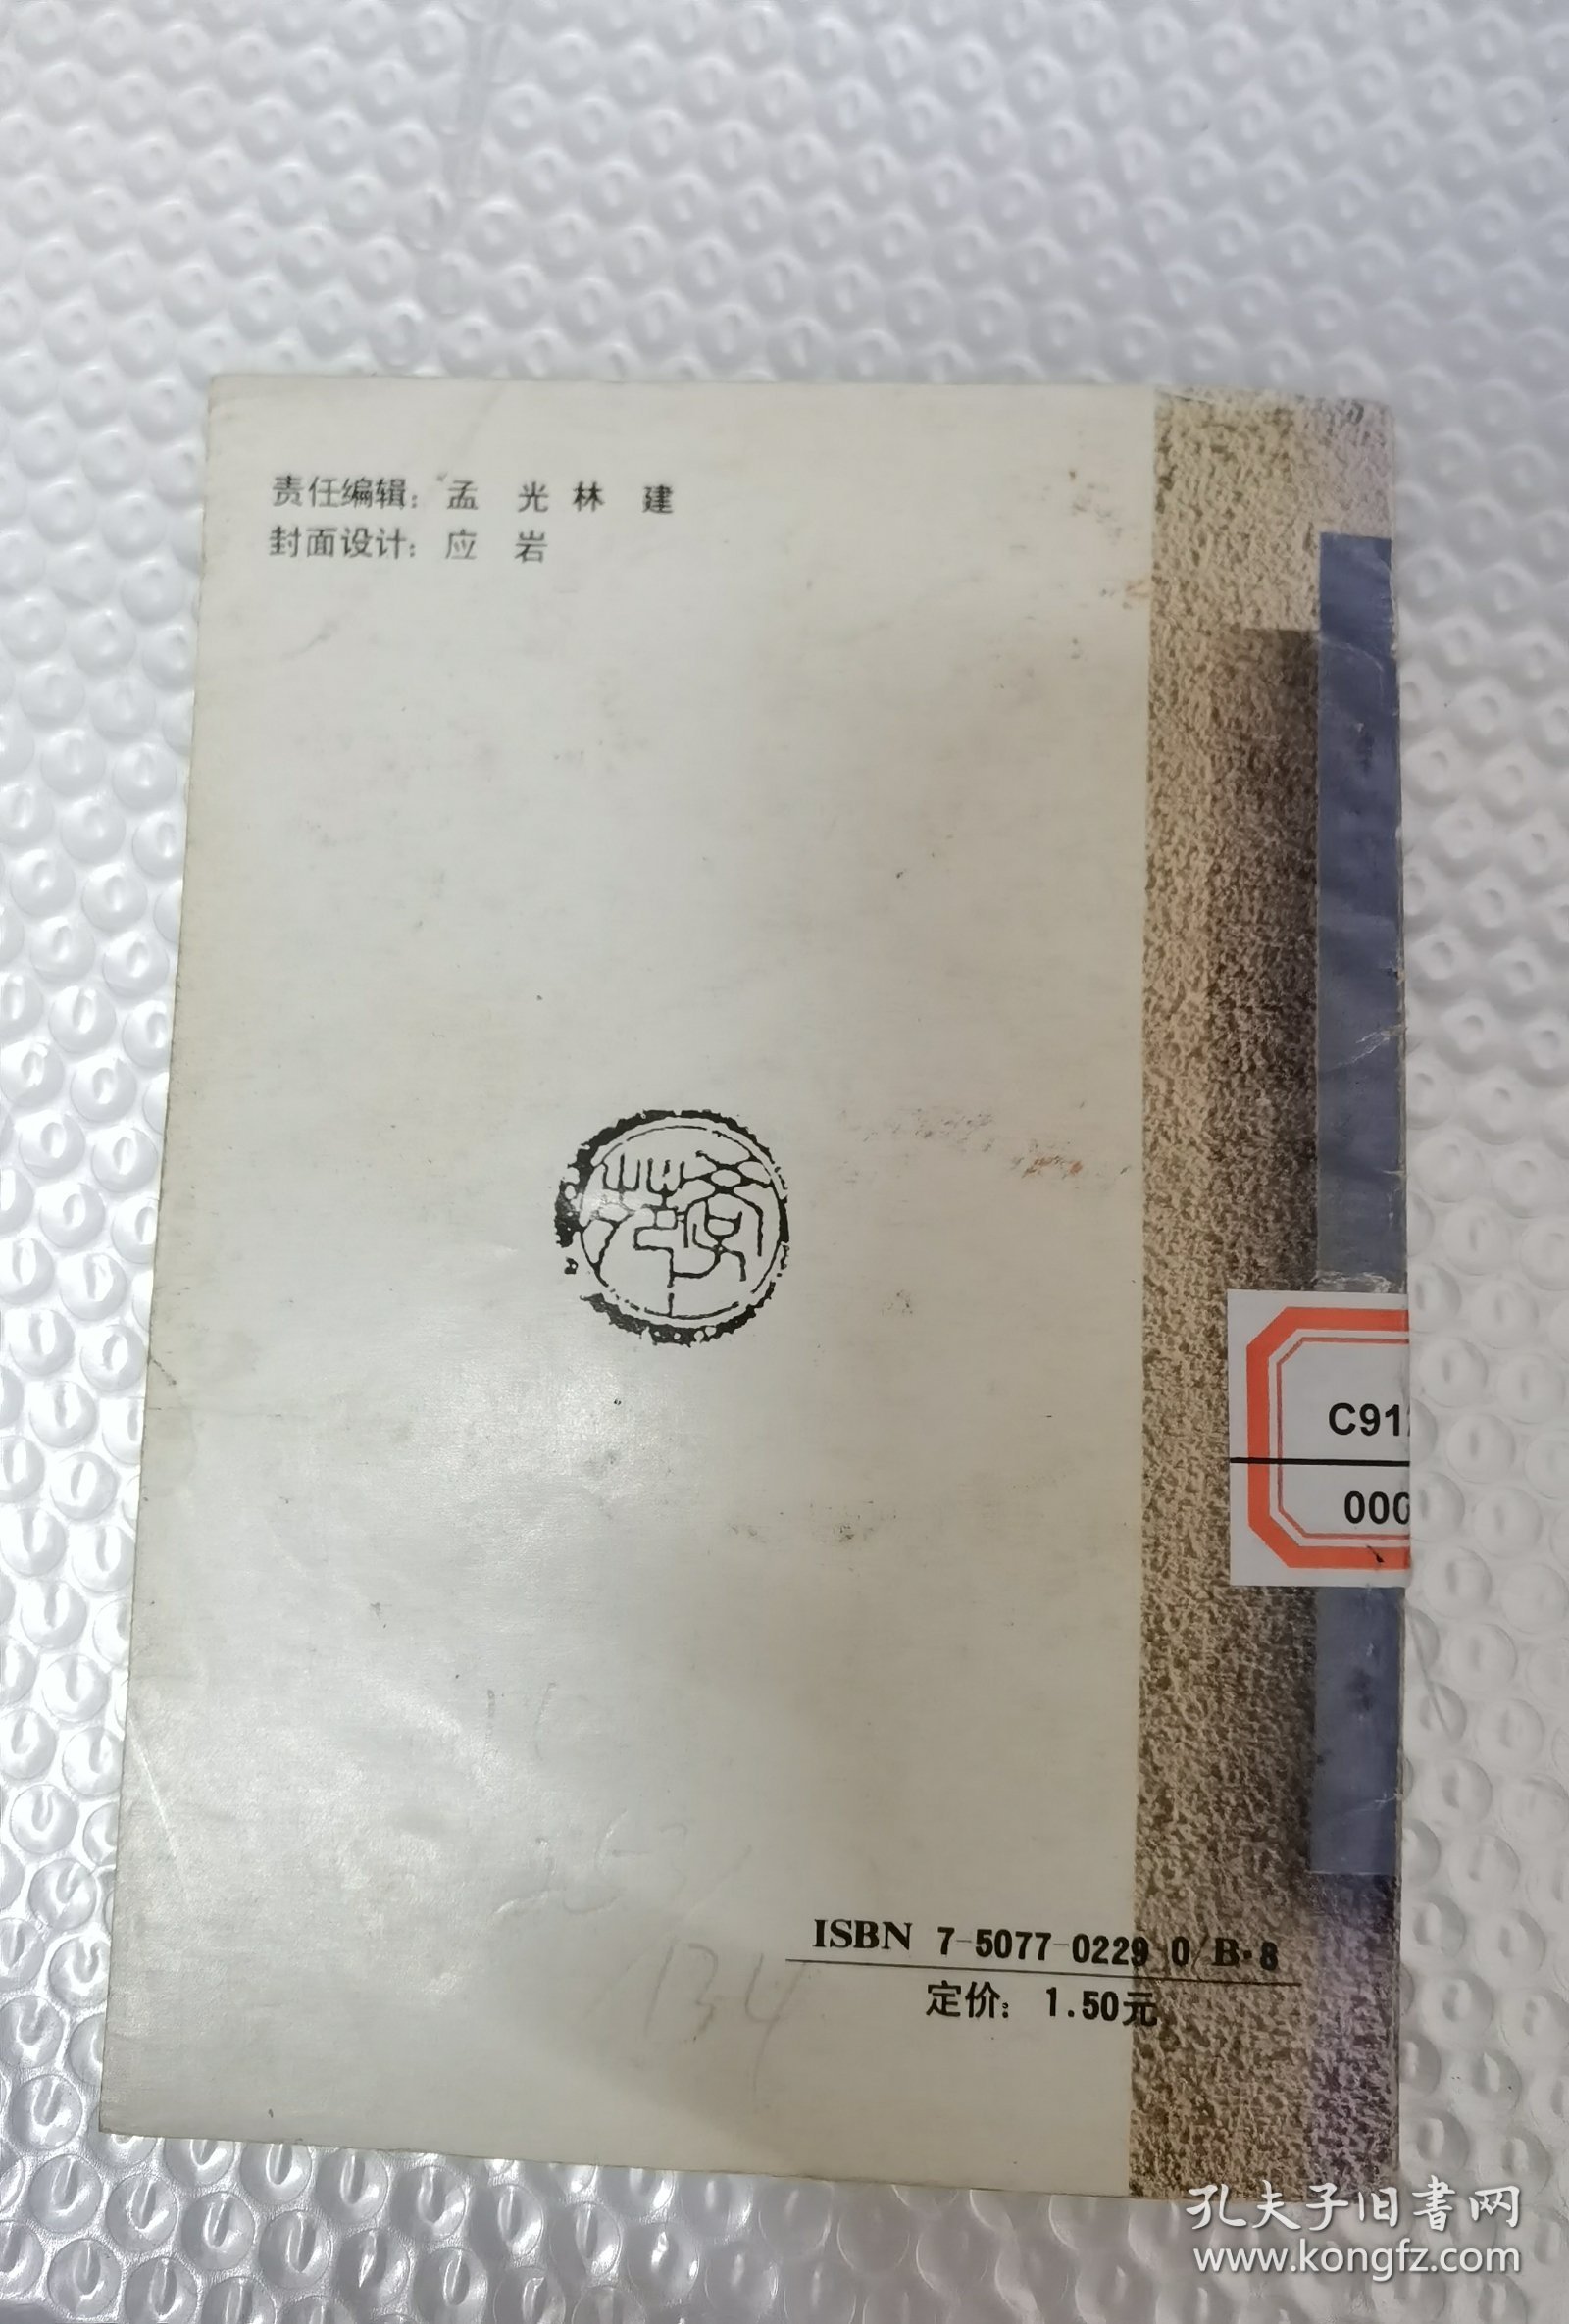 责任编辑：孟 光 林 建
封面设计：应 岩
C91
000
134
ISBN 7-5077-0229-0/B·8
定价：1.50元
孔夫子旧书网
www.kongfz.com